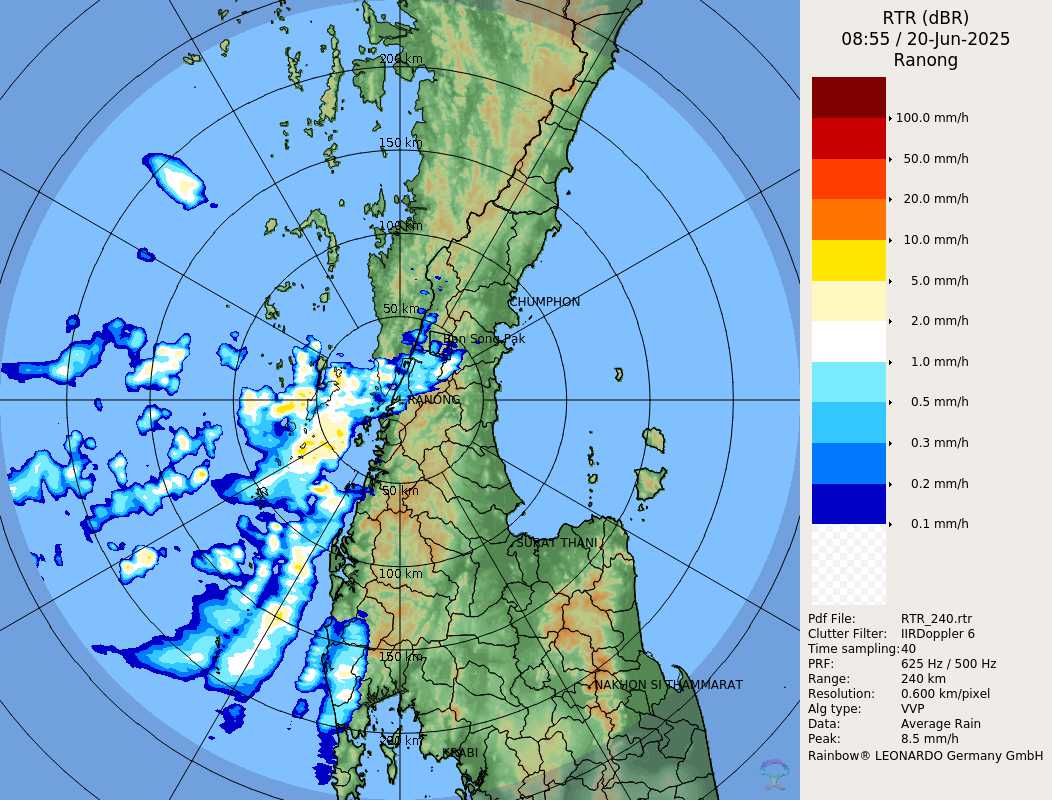 RTR (dBR)
08:55 / 20-Jun-2025
Ranong
100.0 mm/h
50.0 mm/h
20.0 mm/h
10.0 mm/h
5.0 mm/h
2.0 mm/h
1.0 mm/h
0.5 mm/h
0.3 mm/h
0.2 mm/h
0.1 mm/h
Pdf File: RTR_240.rtr
Clutter Filter: IIRDoppler 6
Time sampling:40
PRF: 625 Hz / 500 Hz
Range: 240 km
Resolution: 0.600 km/pixel
Alg type: VVP
Data: Average Rain
Peak: 8.5 mm/h
Rainbow® LEONARDO Germany GmbH
200 km
150 km
100 km
CHUMPHON
50 km
Ban Song Pak
RANONG
50 km
SURAT THANI
100 km
150 km
NAKHON SI THAMMARAT
200 km
KRABI